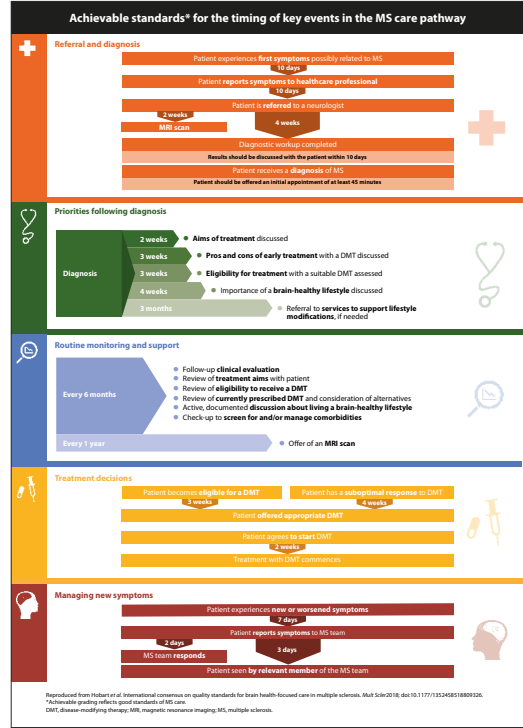 Achievable standards* for the timing of key events in the MS care pathway
Referral and diagnosis
Patient experiences first symptoms possibly related to MS
10 days
Patient reports symptoms to healthcare professional
10 days
Patient is referred to a neurologist
2 weeks
4 weeks
MRI scan
Diagnostic workup completed
Results should be discussed with the patient within 10 days
Patient receives a diagnosis of MS
Patient should be offered an initial appointment of at least 45 minutes
Priorities following diagnosis
Diagnosis
2 weeks
Aims of treatment discussed
3 weeks
Pros and cons of early treatment with a DMT discussed
3 weeks
Eligibility for treatment with a suitable DMT assessed
4 weeks
Importance of a brain-healthy lifestyle discussed
3 months
Referral to services to support lifestyle
modifications, if needed
Routine monitoring and support
Every 6 months
Follow-up clinical evaluation
Review of treatment aims with patient
Review of eligibility to receive a DMT
Review of currently prescribed DMT and consideration of alternatives
Active, documented discussion about living a brain-healthy lifestyle
Check-up to screen for and/or manage comorbidities
Every 1 year
Offer of an MRI scan
Treatment decisions
Patient becomes eligible for a DMT
Patient has a suboptimal response to DMT
3 weeks
4 weeks
Patient offered appropriate DMT
Patient agrees to start DMT
2 weeks
Treatment with DMT commences
Managing new symptoms
Patient experiences new or worsened symptoms
7 days
Patient reports symptoms to MS team
2 days
3 days
MS team responds
Patient seen by relevant member of the MS team
Reproduced from Hobart et al. International consensus on quality standards for brain health-focused care in multiple sclerosis. Mult Scler 2018; doi:10.1177/1352458518809326.
*Achievable grading reflects good standards of MS care.
DMT, disease-modifying therapy; MRI, magnetic resonance imaging; MS, multiple sclerosis.